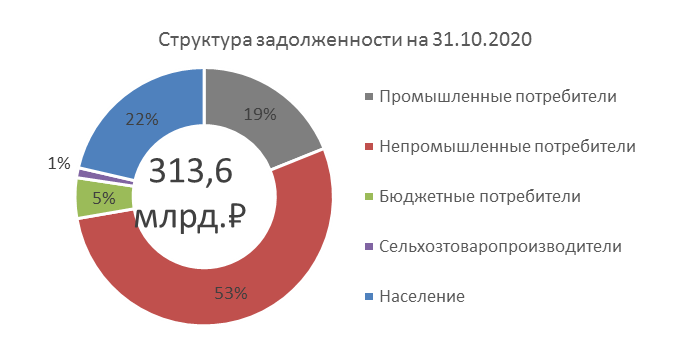 Структура задолженности на 31.10.2020
22%
19%
1%
5%
53%
313,6
млрд.₽
Промышленные потребители
Непромышленные потребители
Бюджетные потребители
Сельхозтоваропроизводители
Население